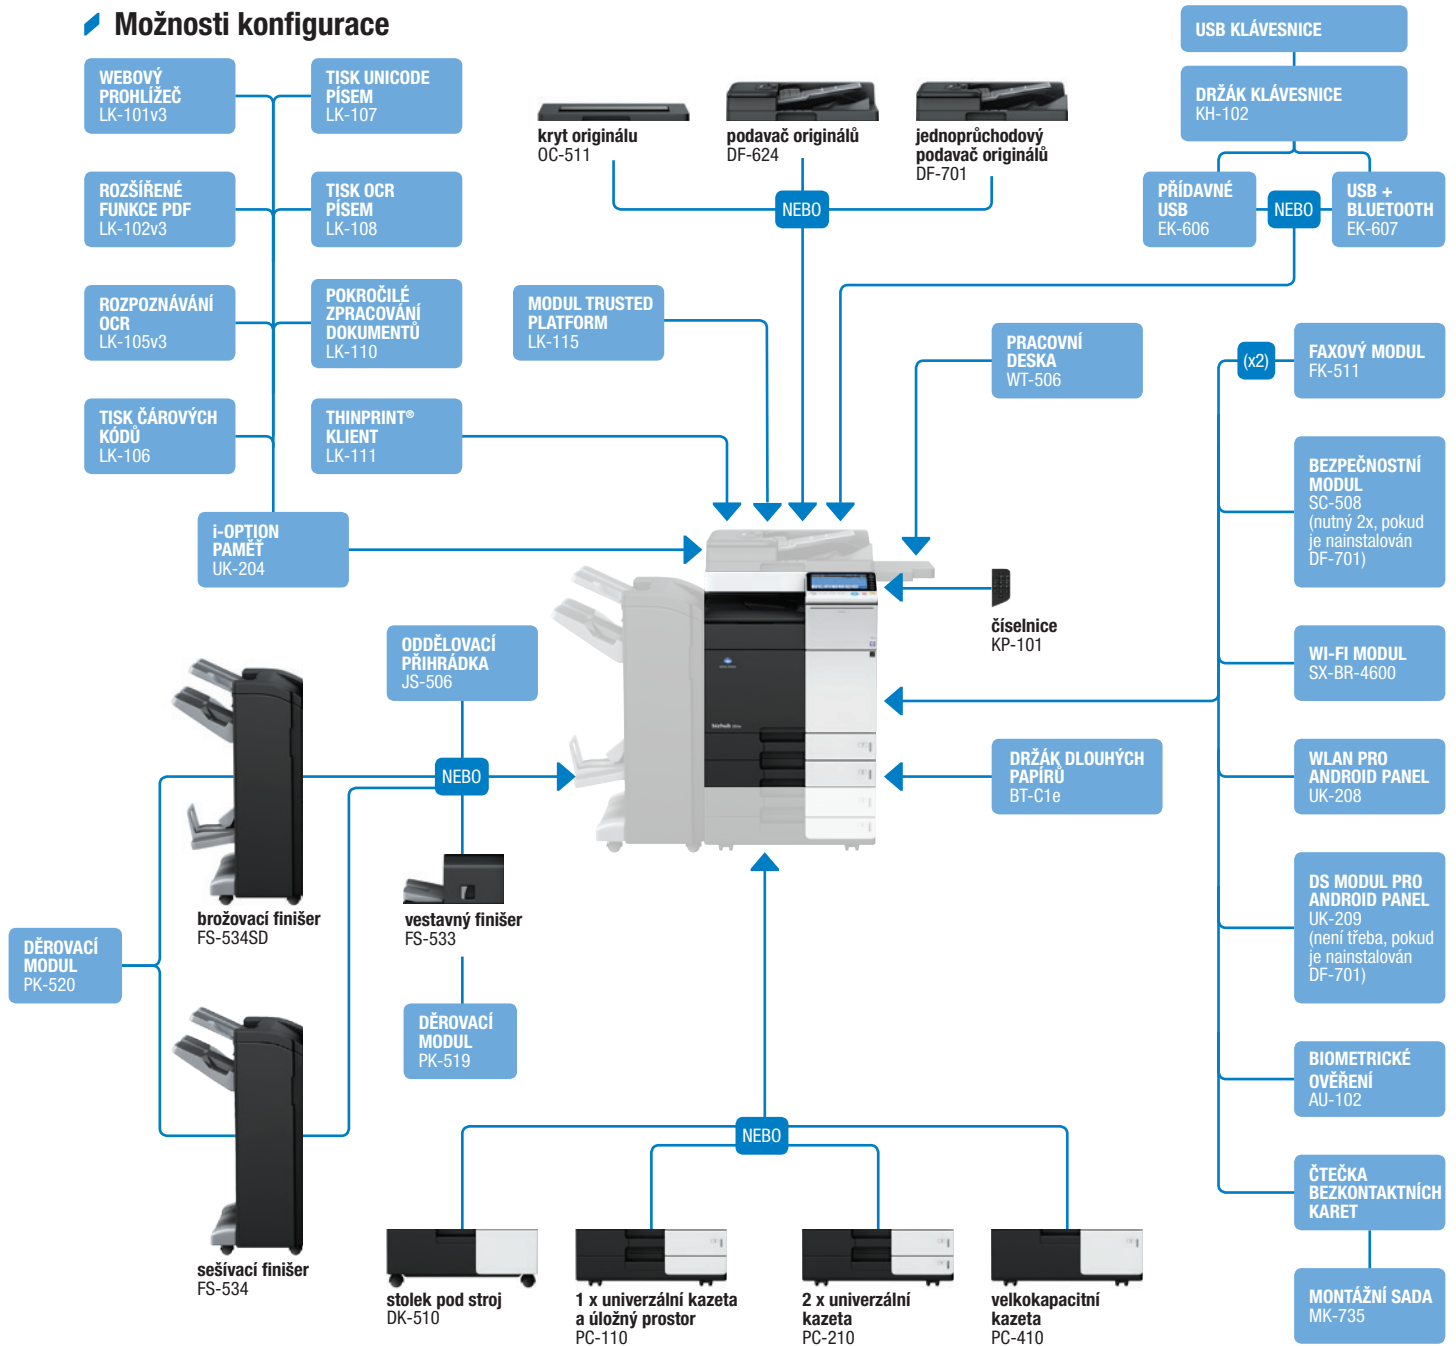 Možnosti konfigurace
WEBOVÝ
PROHLÍŽEČ
LK-101v3
TISK UNICODE
PÍSEM
LK-107
ROZŠÍŘENÉ
FUNKCE PDF
LK-102v3
TISK OCR
PÍSEM
LK-108
ROZPOZNÁVÁNÍ
OCR
LK-105v3
POKROČILÉ
ZPRACOVÁNÍ
DOKUMENTŮ
LK-110
TISK ČÁROVÝCH
KÓDŮ
LK-106
THINPRINT®
KLIENT
LK-111
i-OPTION
PAMĚŤ
UK-204
kryt originálu
OC-511
podavač originálů
DF-624
jednoprůchodový
podavač originálů
DF-701
NEBO
MODUL TRUSTED
PLATFORM
LK-115
USB KLÁVESNICE
DRŽÁK KLÁVESNICE
KH-102
PŘÍDAVNÉ
USB
EK-606
NEBO
USB +
BLUETOOTH
EK-607
PRACOVNÍ
DESKA
WT-506
(x2)
FAXOVÝ MODUL
FK-511
BEZPEČNOSTNÍ
MODUL
SC-508
(nutný 2x, pokud
je nainstalován
DF-701)
číselnice
KP-101
WI-FI MODUL
SX-BR-4600
DRŽÁK DLOUHÝCH
PAPÍRŮ
BT-C1e
WLAN PRO
ANDROID PANEL
UK-208
DS MODUL PRO
ANDROID PANEL
UK-209
(není třeba, pokud
je nainstalován
DF-701)
BIOMETRICKÉ
OVĚŘENÍ
AU-102
ČTEČKA
BEZKONTAKTNÍCH
KARET
MONTÁŽNÍ SADA
MK-735
ODDĚLOVACÍ
PŘIHRÁDKA
JS-506
NEBO
bizhub
brožovací finišer
FS-534SD
vestavný finišer
FS-533
DĚROVACÍ
MODUL
PK-520
DĚROVACÍ
MODUL
PK-519
sešívací finišer
FS-534
NEBO
stolek pod stroj
DK-510
1 x univerzální kazeta
a úložný prostor
PC-110
2 x univerzální
kazeta
PC-210
velkokapacitní
kazeta
PC-410